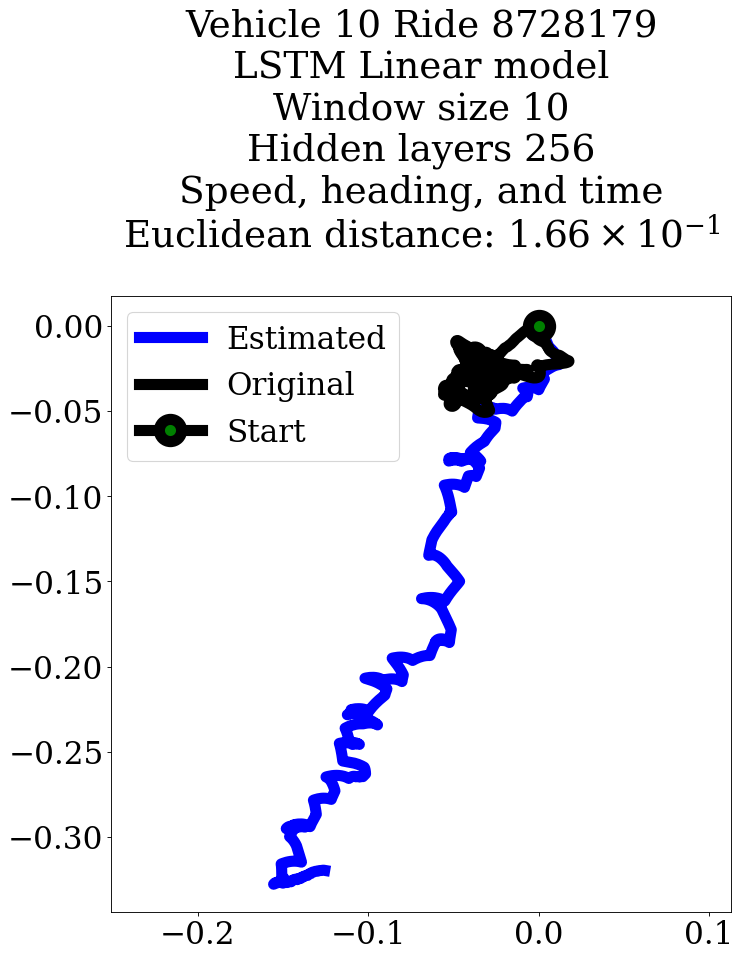 Vehicle 10 Ride 8728179
LSTM Linear model
Window size 10
Hidden layers 256
Speed, heading, and time
Euclidean distance: 1.66 × 10⁻¹
Estimated
Original
Start
0.00
−0.05
−0.10
−0.15
−0.20
−0.25
−0.30
−0.2
−0.1
0.0
0.1